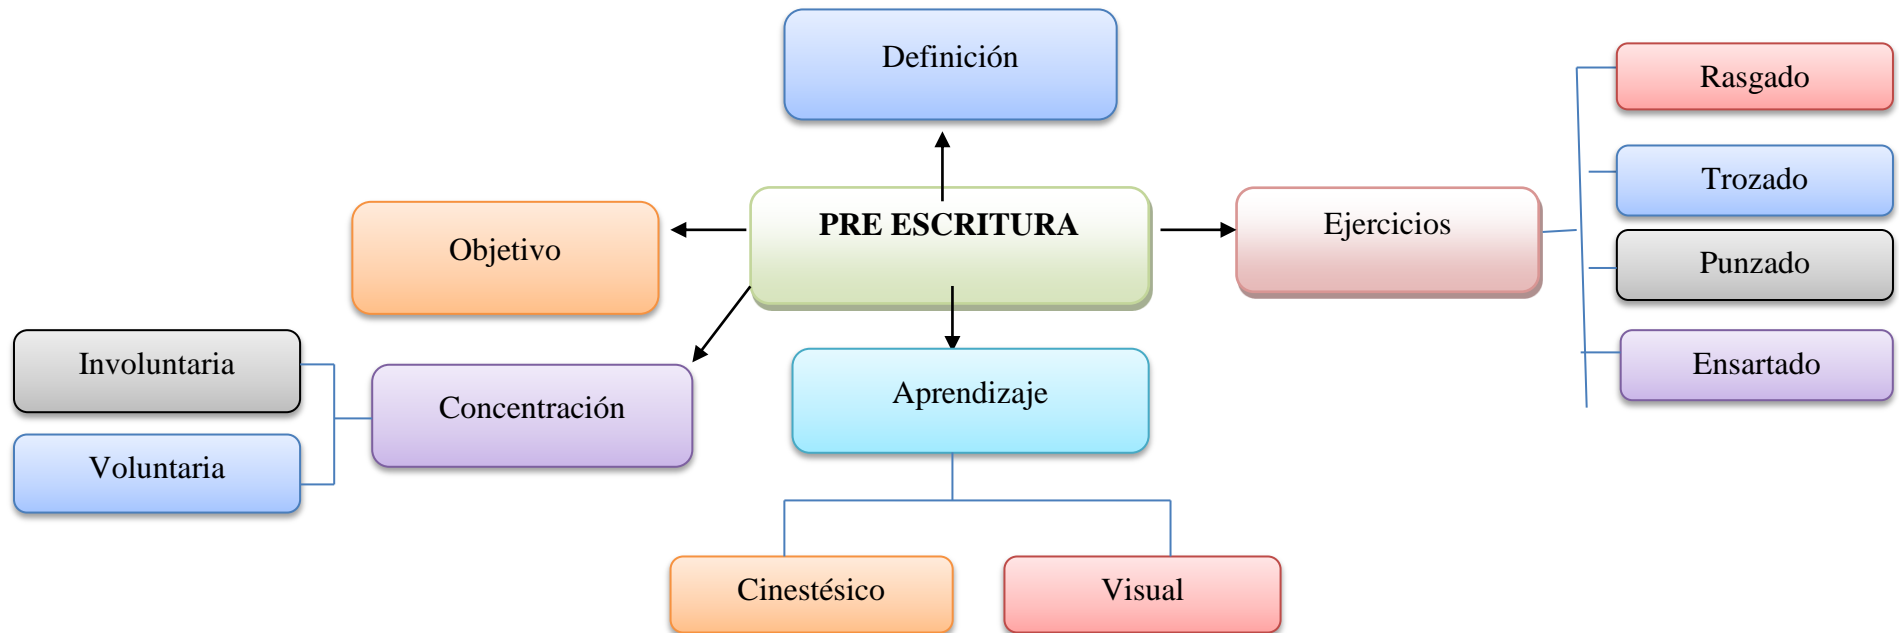 Definición
Rasgado
Trozado
PRE ESCRITURA
Ejercicios
Objetivo
Punzado
Involuntaria
Ensartado
Concentración
Aprendizaje
Voluntaria
Cinestésico
Visual